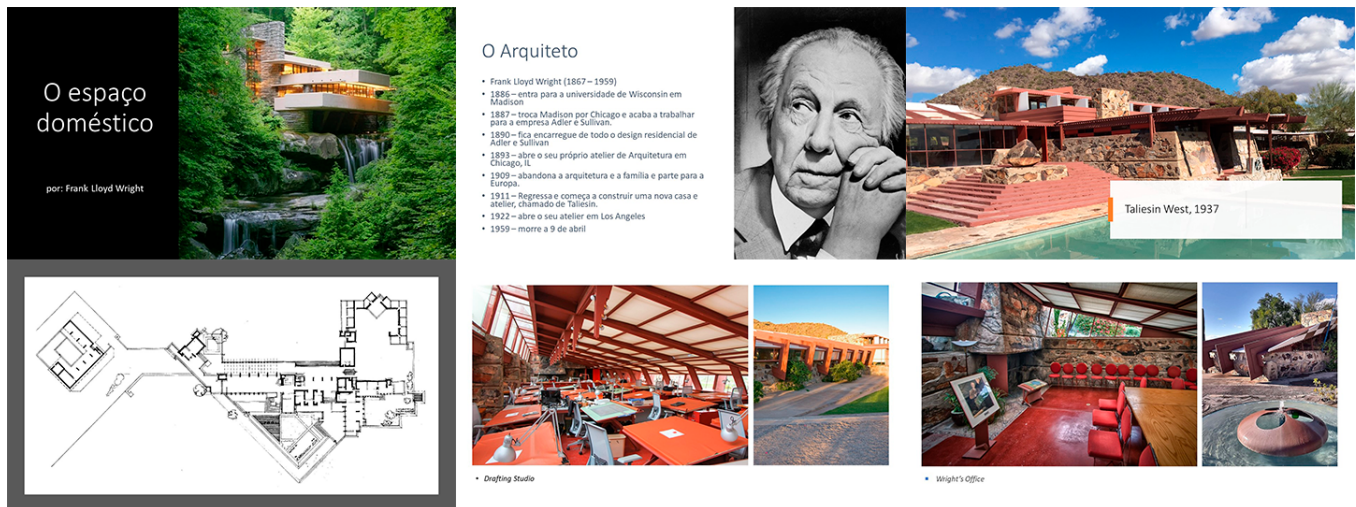 O espaço
doméstico
por: Frank Lloyd Wright
O Arquiteto
• Frank Lloyd Wright (1867 – 1959)
• 1886 – entra para a universidade de Wisconsin em
Madison
• 1887 – troca Madison por Chicago e acaba a trabalhar
para a empresa Adler e Sullivan.
• 1890 – fica encarregue de todo o design residencial de
Adler e Sullivan
• 1893 – abre o seu próprio atelier de Arquitetura em
Chicago, IL
• 1909 – abandona a arquitetura e a família e parte para a
Europa.
• 1911 – Regressa e começa a construir uma nova casa e
atelier, chamado de Taliesin.
• 1922 – abre o seu atelier em Los Angeles
• 1959 – morre a 9 de abril
Taliesin West, 1937
• Drafting Studio
• Wright's Office